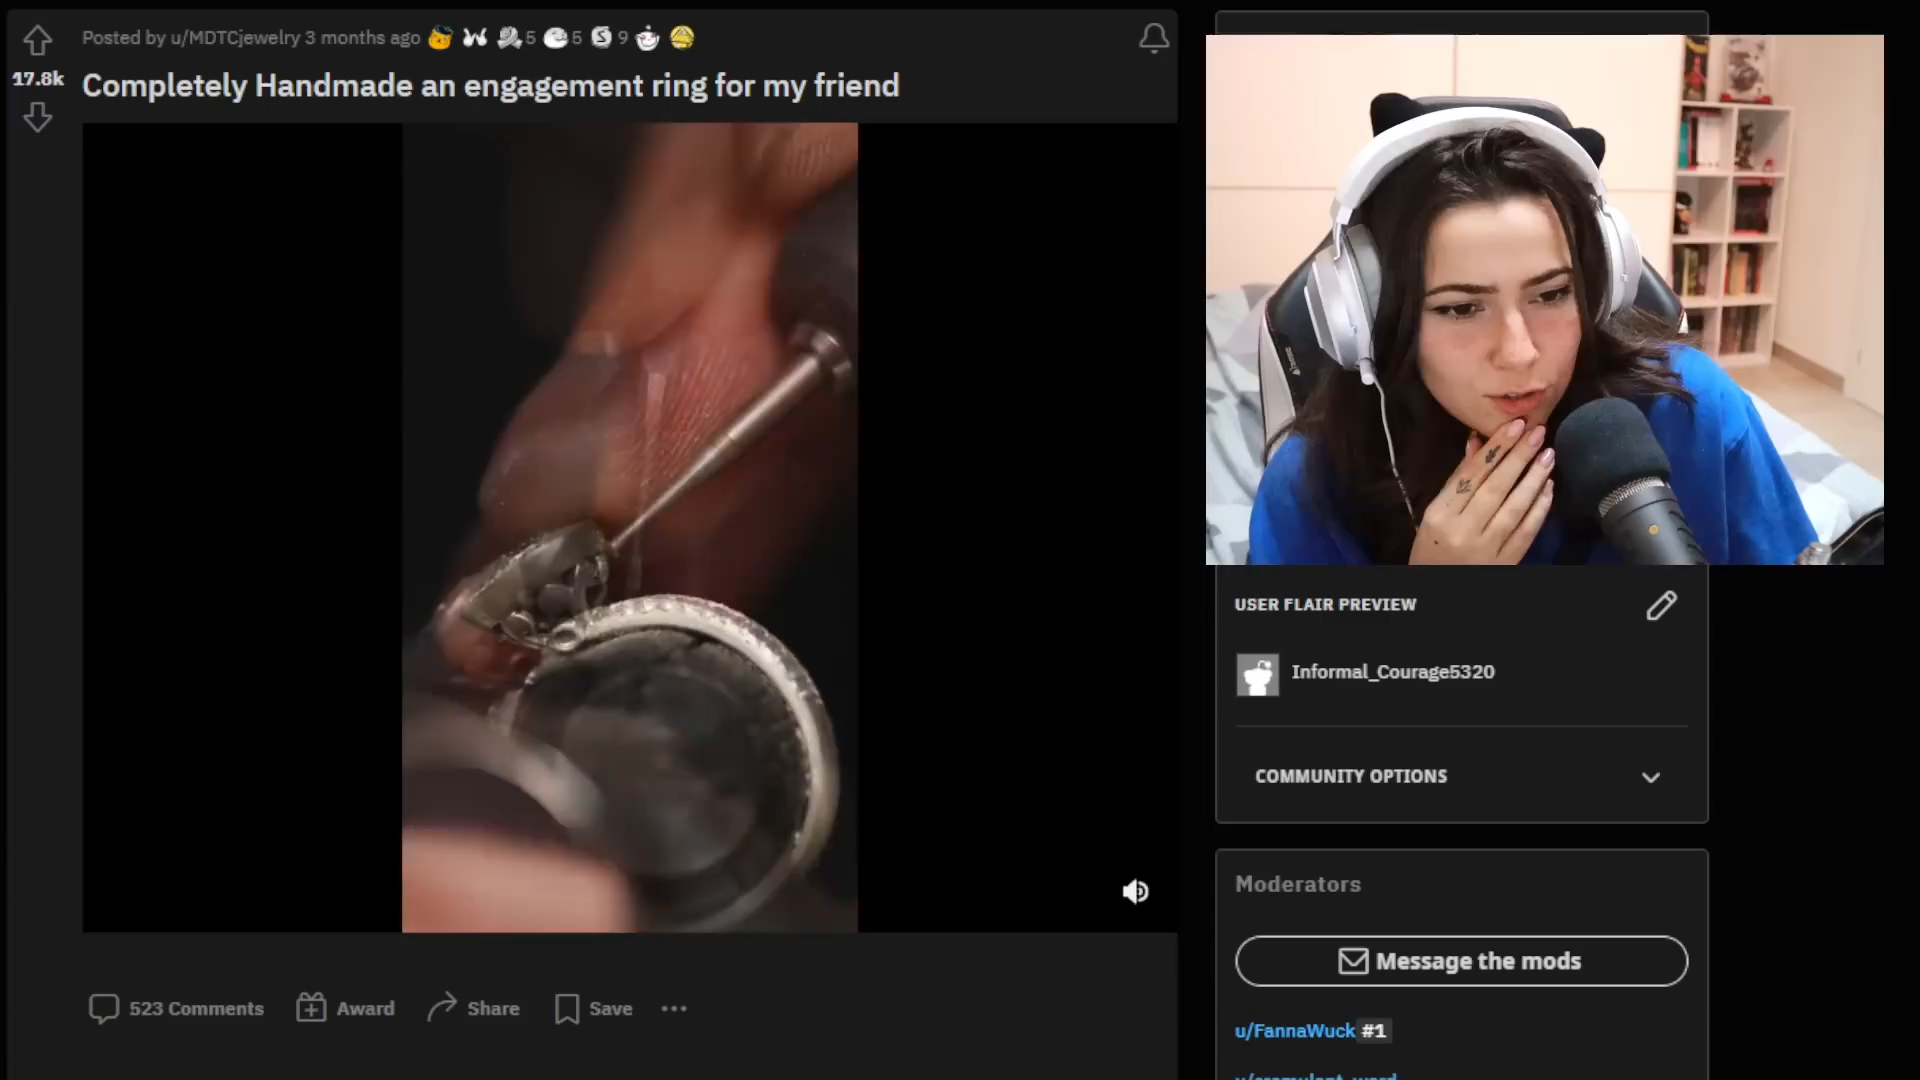 Posted by u/MDTCjewelry 3 months ago 5 5 9
17.8k
Completely Handmade an engagement ring for my friend
523 Comments Award Share Save
USER FLAIR PREVIEW
Informal_Courage5320
COMMUNITY OPTIONS
Moderators
Message the mods
u/FannaWuck #1